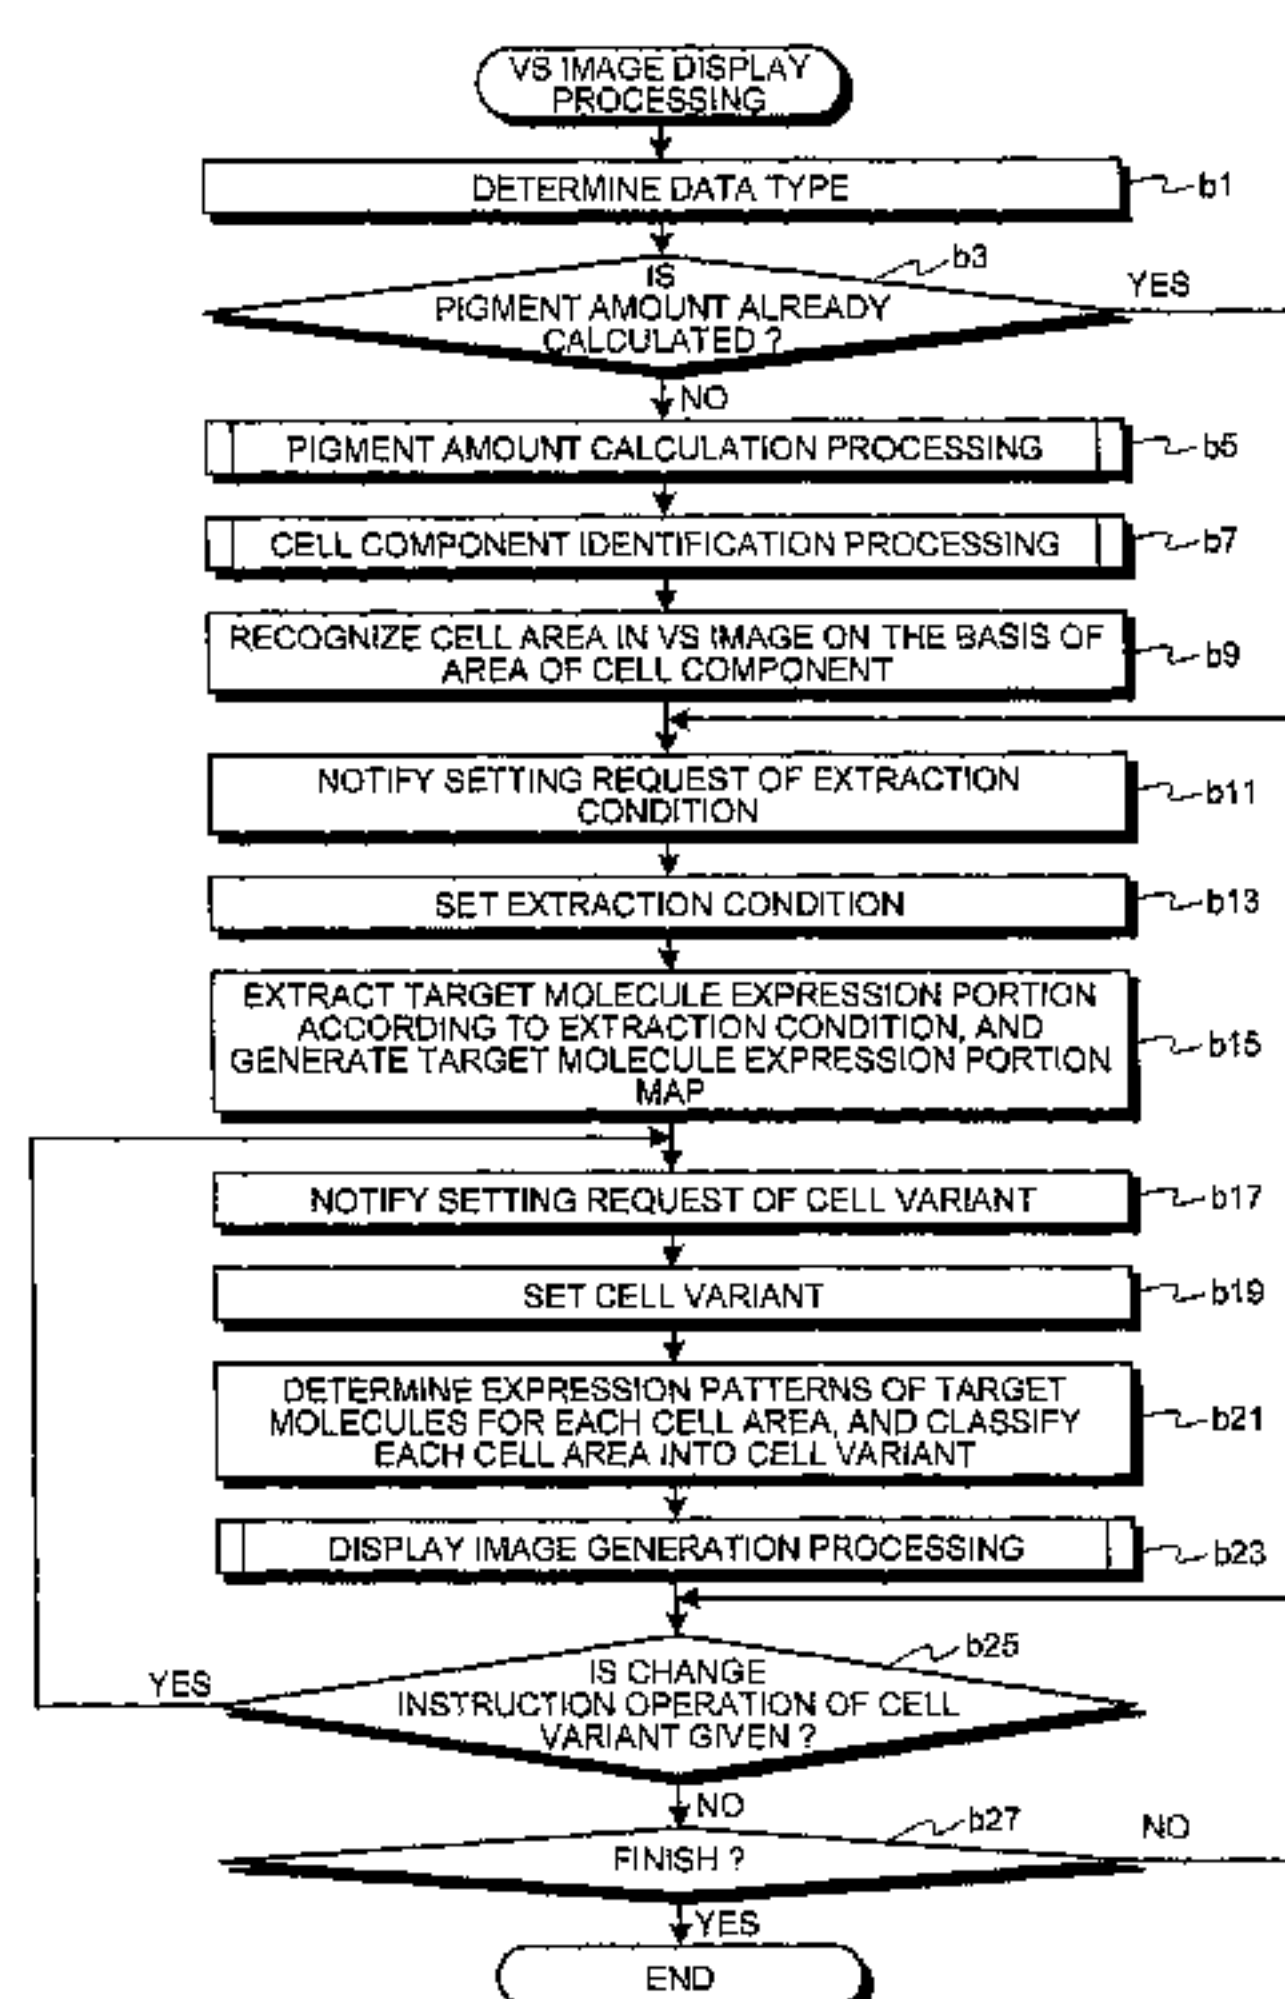 VS IMAGE DISPLAY
PROCESSING
DETERMINE DATA TYPE
b1
b3
IS
PIGMENT AMOUNT ALREADY
CALCULATED ?
YES
NO
PIGMENT AMOUNT CALCULATION PROCESSING
b5
CELL COMPONENT IDENTIFICATION PROCESSING
b7
RECOGNIZE CELL AREA IN VS IMAGE ON THE BASIS OF
AREA OF CELL COMPONENT
b9
NOTIFY SETTING REQUEST OF EXTRACTION
CONDITION
b11
SET EXTRACTION CONDITION
b13
EXTRACT TARGET MOLECULE EXPRESSION PORTION
ACCORDING TO EXTRACTION CONDITION, AND
GENERATE TARGET MOLECULE EXPRESSION PORTION
MAP
b15
NOTIFY SETTING REQUEST OF CELL VARIANT
b17
SET CELL VARIANT
b19
DETERMINE EXPRESSION PATTERNS OF TARGET
MOLECULES FOR EACH CELL AREA, AND CLASSIFY
EACH CELL AREA INTO CELL VARIANT
b21
DISPLAY IMAGE GENERATION PROCESSING
b23
b25
YES
IS CHANGE
INSTRUCTION OPERATION OF CELL
VARIANT GIVEN ?
NO
b27
FINISH ?
NO
YES
END